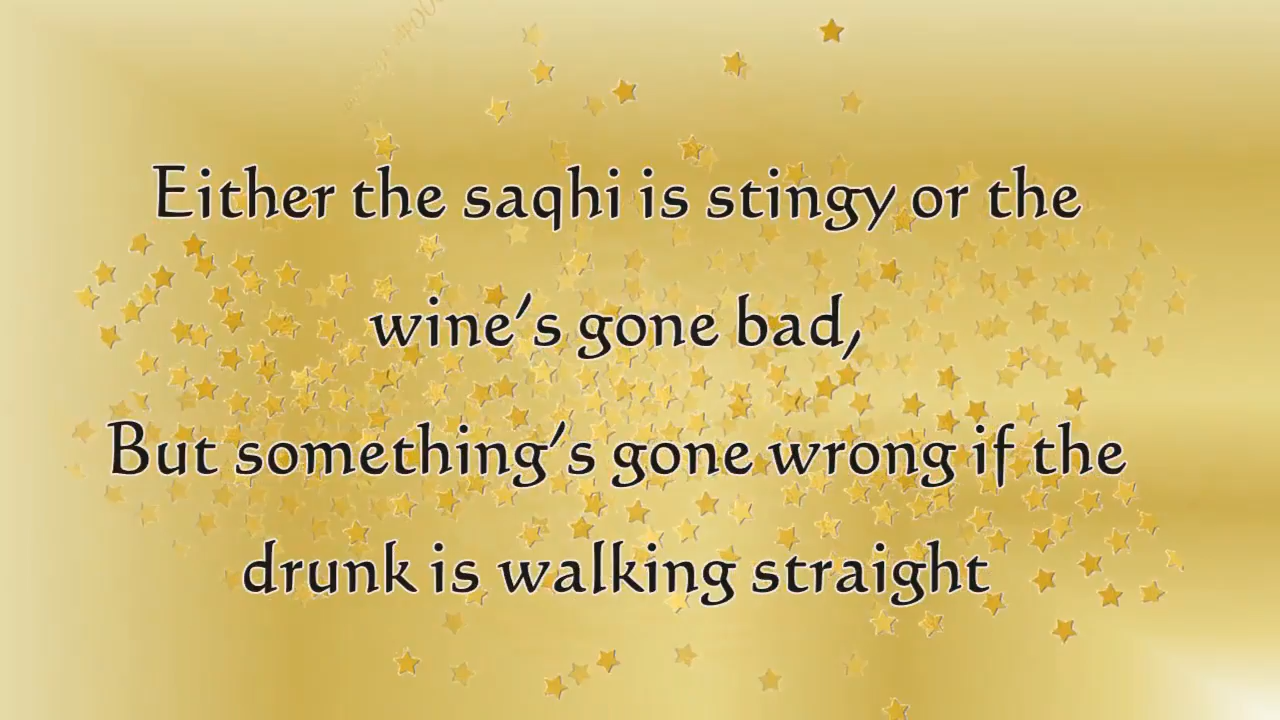 Either the saqhi is stingy or the
wine's gone bad,
But something's gone wrong if the
drunk is walking straight